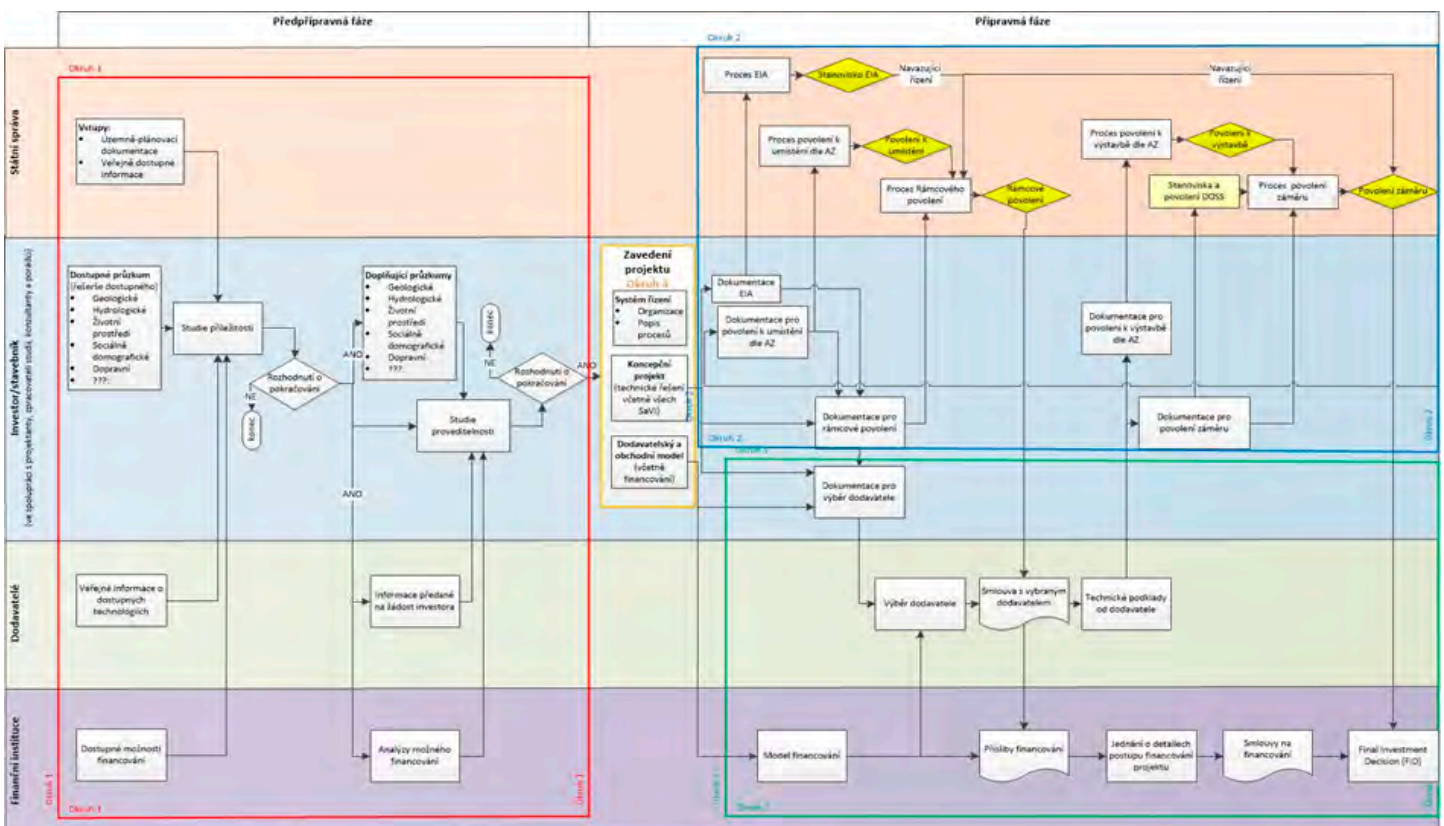 Předpřípravná fáze
Přípravná fáze
Okruh 1
Okruh 2
Státní správa
Vstupy:
• Územně-plánovací
dokumentace
• Veřejně dostupné
informace
Proces EIA
Stanovisko EIA
Navazující
řízení
Navazující
řízení
Proces povolení k
umístění dle AZ
Povolení k
umístění
Proces Rámcového
povolení
Rámcové
povolení
Proces povolení k
výstavbě dle AZ
Povolení k
výstavbě
Stanoviska a
povolení DOSS
Proces povolení
záměru
Povolení záměru
Investor/stavebník
(ve spolupráci s projektanty, zpracovateli studií, konzultanty a poradci)
Dostupné průzkum
(rešerše dostupného)
• Geologické
• Hydrologické
• Životní
prostředí
• Sociálně
domografické
• Dopravní
• ???:
Studie příležitosti
Rozhodnutí o
pokračování
NE
konec
ANO
ANO
Doplňující průzkumy
• Geologické
• Hydrologické
• Životní
prostředí
• Sociálně
domografické
• Dopravní
• ???:
Studie
proveditelnosti
konec
NE
Rozhodnutí o
pokračování
ANO
Zavedení
projektu
Systém řízení
• Organizace
• Popis
procesů
Koncepční
projekt
(technické řešení
včetně všech
SaVI)
Dodavatelský a
obchodní model
(včetně
financování)
Dokumentace
EIA
Dokumentace pro
povolení k umístění
dle AZ
Dokumentace pro
rámcové povolení
Dokumentace pro
povolení k výstavbě
dle AZ
Dokumentace pro
povolení záměru
Okruh 2
Okruh 2
Okruh 2
Dokumentace pro
výběr dodavatele
Dodavatelé
Veřejné informace o
dostupných
technologiích
Informace předané
na žádost investora
Výběr dodavatele
Smlouva s vybraným
dodavatelem
Technické podklady
od dodavatele
Finanční instituce
Dostupné možnosti
financování
Analýzy možného
financování
Model financování
Přísliby financování
Jednání o detailech
postupu financování
projektu
Smlouvy na
financování
Final Investment
Decision (FID)
Okruh 1
Okruh 1
Okruh 1